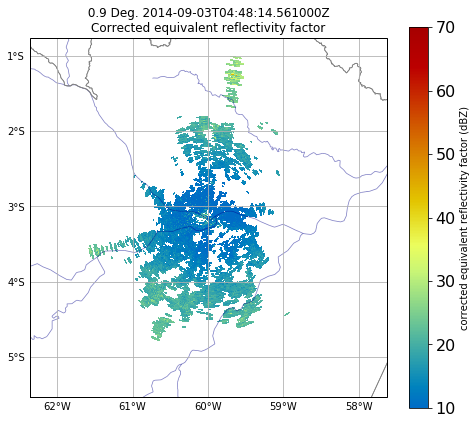 0.9 Deg. 2014-09-03T04:48:14.561000Z
Corrected equivalent reflectivity factor
1°S
2°S
3°S
4°S
5°S
62°W 61°W 60°W 59°W 58°W
70
60
50
40
30
20
10
corrected equivalent reflectivity factor (dBZ)